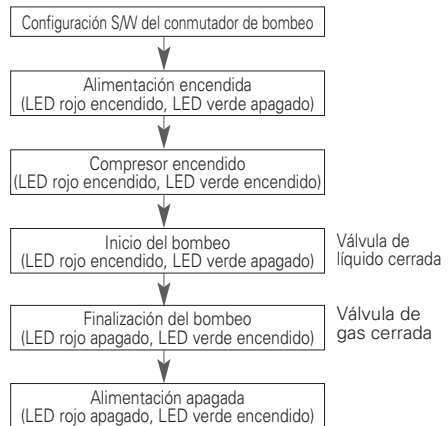 Configuración S/W del conmutador de bombeo
Alimentación encendida
(LED rojo encendido, LED verde apagado)
Compresor encendido
(LED rojo encendido, LED verde encendido)
Inicio del bombeo
(LED rojo encendido, LED verde apagado)
Válvula de
líquido cerrada
Finalización del bombeo
(LED rojo apagado, LED verde encendido)
Válvula de
gas cerrada
Alimentación apagada
(LED rojo apagado, LED verde encendido)